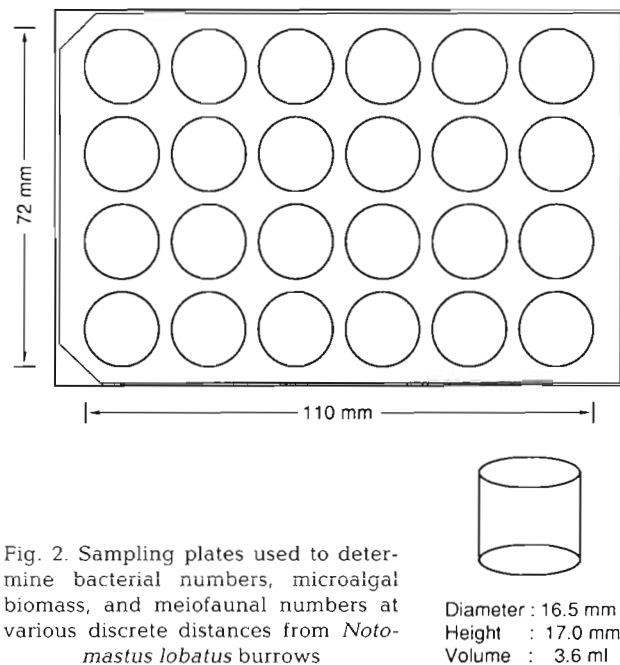 72 mm
110 mm
Fig. 2. Sampling plates used to deter-
mine bacterial numbers, microalgal
biomass, and meiofaunal numbers at
various discrete distances from Noto-
mastus lobatus burrows
Diameter : 16.5 mm
Height : 17.0 mm
Volume : 3.6 ml